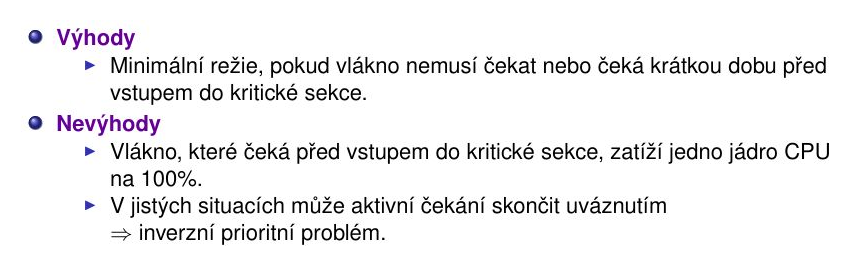 Výhody
Minimální režie, pokud vlákno nemusí čekat nebo čeká krátkou dobu před
vstupem do kritické sekce.
Nevýhody
Vlákno, které čeká před vstupem do kritické sekce, zatíží jedno jádro CPU
na 100%.
V jistých situacích může aktivní čekání skončit uváznutím
⇒ inverzní prioritní problém.